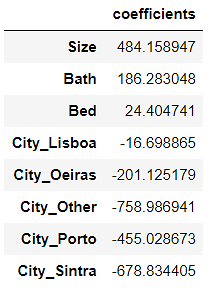 coefficients
Size 484.158947
Bath 186.283048
Bed 24.404741
City_Lisboa -16.698865
City_Oeiras -201.125179
City_Other -758.986941
City_Porto -455.028673
City_Sintra -678.834405